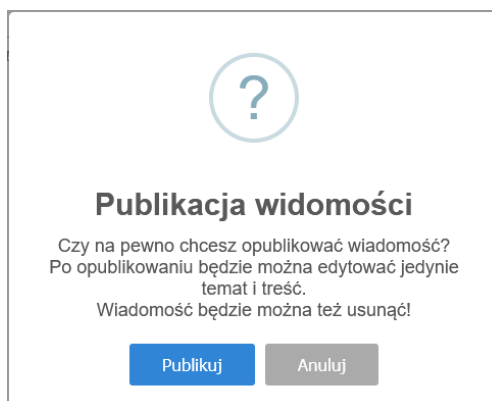 ?
Publikacja widomości
Czy na pewno chcesz opublikować wiadomość?
Po opublikowaniu będzie można edytować jedynie
temat i treść.
Wiadomość będzie można też usunąć!
Publikuj
Anuluj